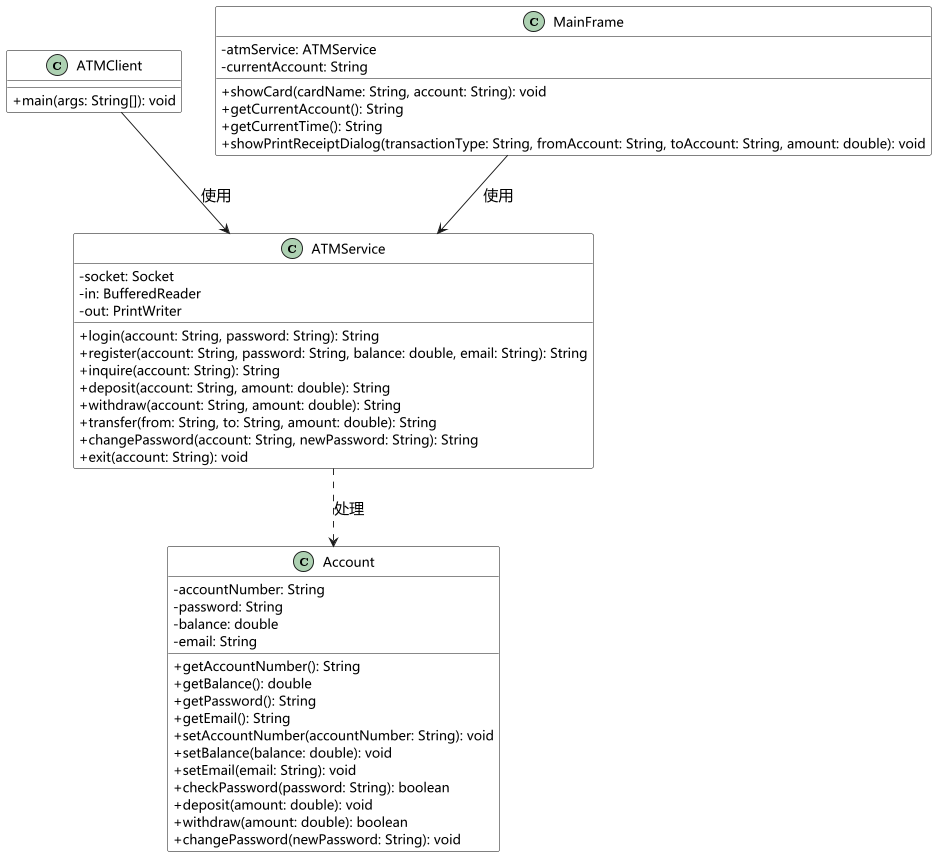 C ATMClient
+main(args: String[]): void
C MainFrame
-atmService: ATMService
-currentAccount: String
+showCard(cardName: String, account: String): void
+getCurrentAccount(): String
+getCurrentTime(): String
+showPrintReceiptDialog(transactionType: String, fromAccount: String, toAccount: String, amount: double): void
使用
使用
C ATMService
-socket: Socket
-in: BufferedReader
-out: PrintWriter
+login(account: String, password: String): String
+register(account: String, password: String, balance: double, email: String): String
+inquire(account: String): String
+deposit(account: String, amount: double): String
+withdraw(account: String, amount: double): String
+transfer(from: String, to: String, amount: double): String
+changePassword(account: String, newPassword: String): String
+exit(account: String): void
处理
C Account
-accountNumber: String
-password: String
-balance: double
-email: String
+getAccountNumber(): String
+getBalance(): double
+getPassword(): String
+getEmail(): String
+setAccountNumber(accountNumber: String): void
+setBalance(balance: double): void
+setEmail(email: String): void
+checkPassword(password: String): boolean
+deposit(amount: double): void
+withdraw(amount: double): boolean
+changePassword(newPassword: String): void